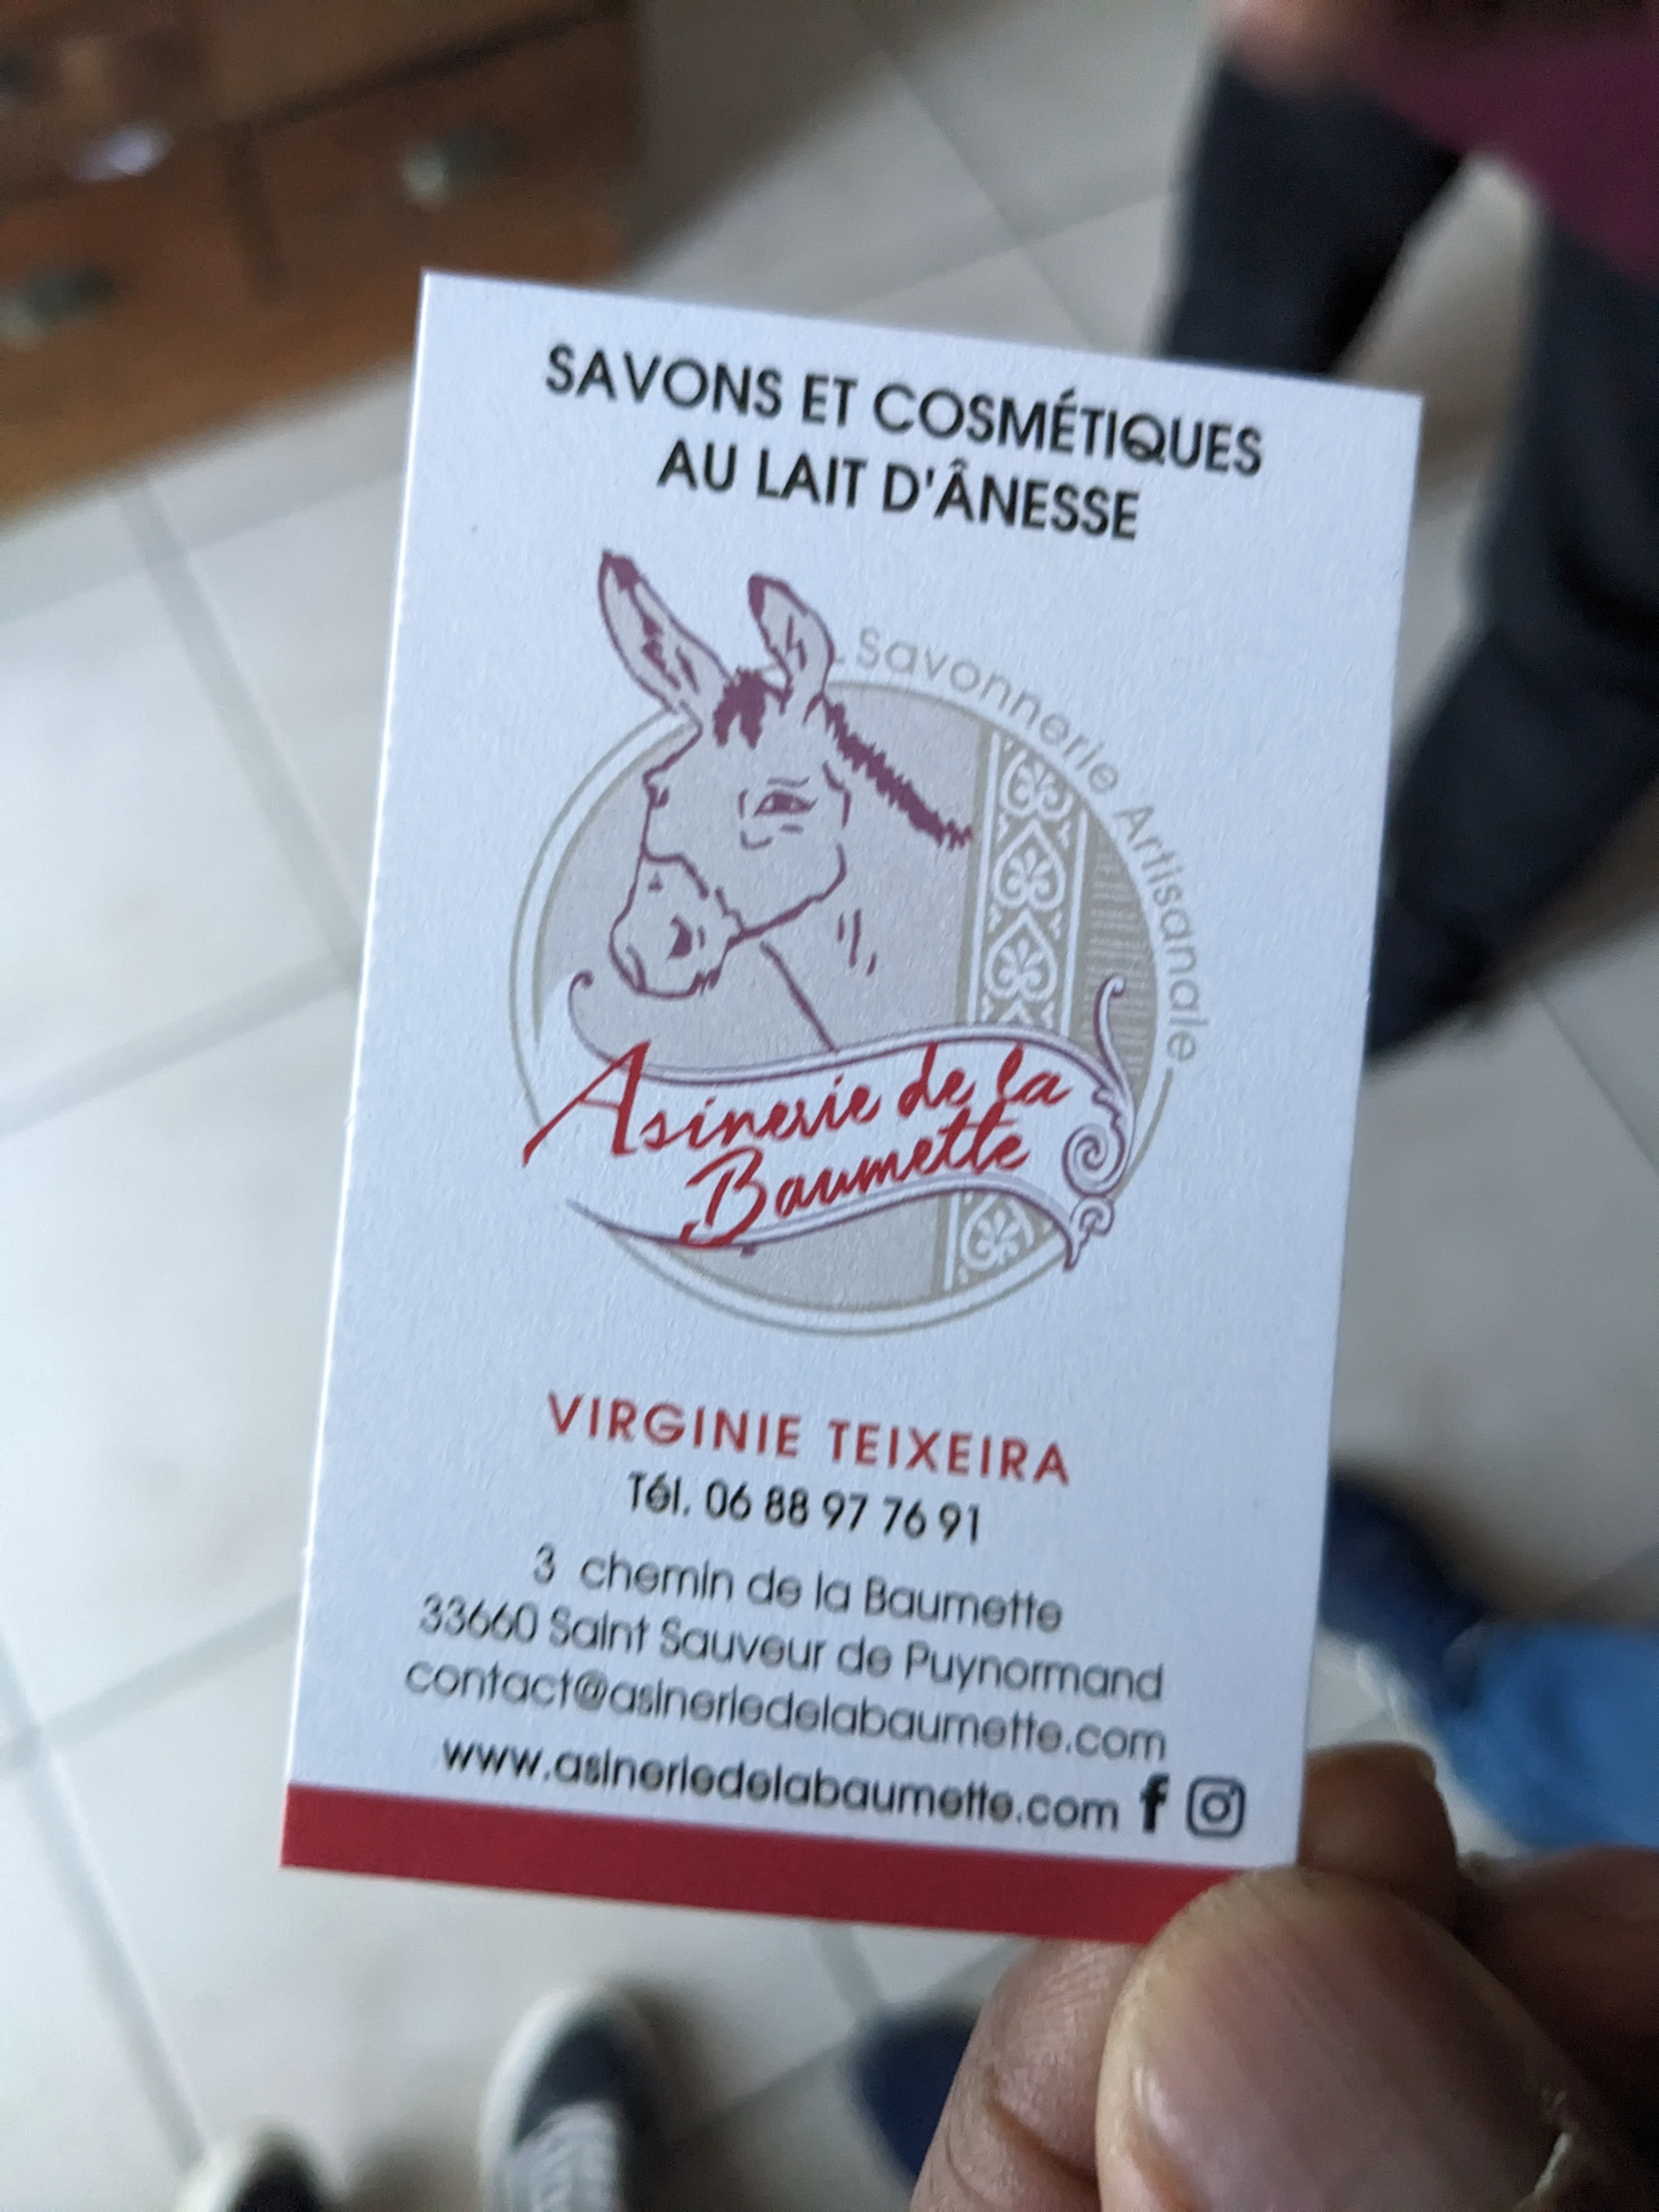 SAVONS ET COSMÉTIQUES
AU LAIT D'ÂNESSE
Savonnerie Artisanale
Asinerie de la
Baumette
VIRGINIE TEIXEIRA
Tél. 06 88 97 76 91
3 chemin de la Baumette
33660 Saint Sauveur de Puynormand
contact@asineriedelabaumette.com
www.asineriedelabaumette.com